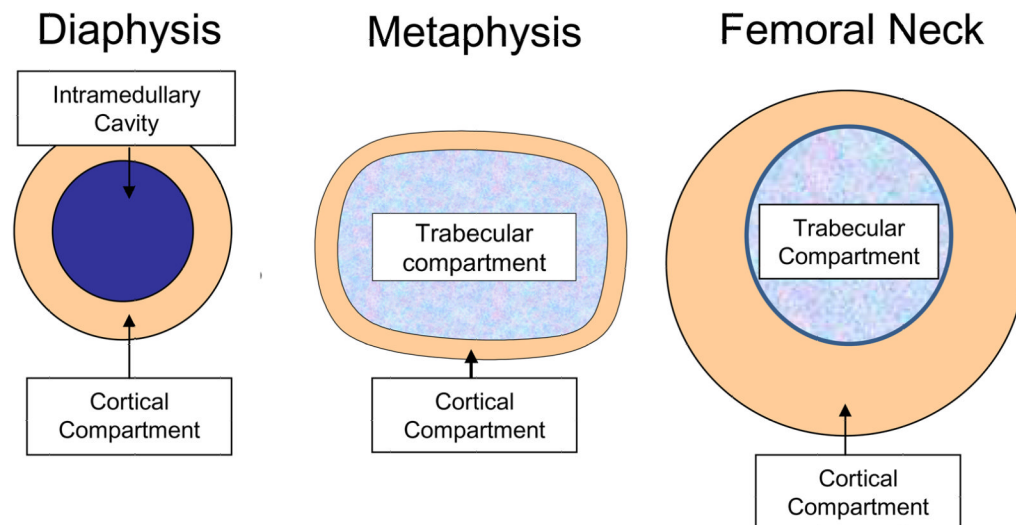 Diaphysis
Metaphysis
Femoral Neck
Intramedullary
Cavity
Trabecular
compartment
Trabecular
Compartment
Cortical
Compartment
Cortical
Compartment
Cortical
Compartment